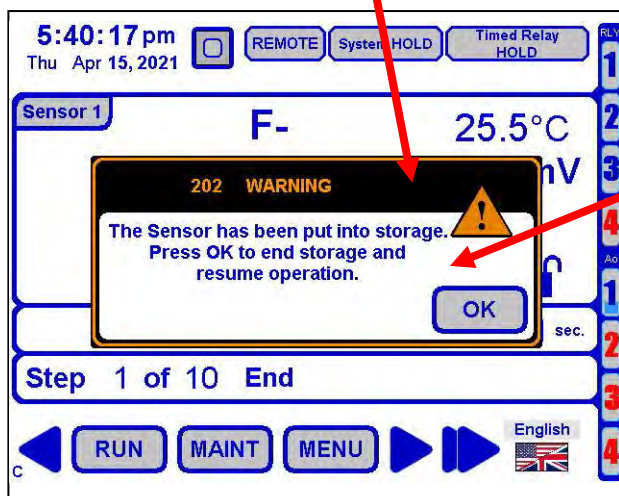 5:40:17 pm
Thu Apr 15, 2021
REMOTE
System HOLD
Timed Relay
HOLD
RLY
1
2
3
4
Sensor 1
F-
25.5°C
mV
202 WARNING
The Sensor has been put into storage.
Press OK to end storage and
resume operation.
OK
sec.
Ao
1
2
3
4
Step 1 of 10 End
RUN
MAINT
MENU
English
C